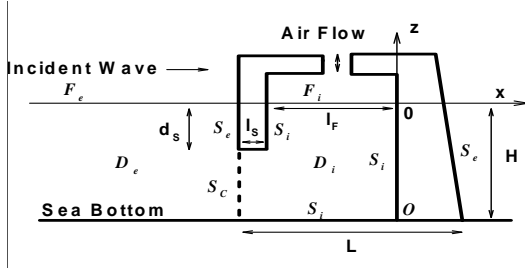 Air Flow
z
Incident Wave
F_e
F_i
x
0
d_s
S_e
l_s
S_i
l_F
S_i
S_e
H
D_e
D_i
S_C
S_i
O
Sea Bottom
L